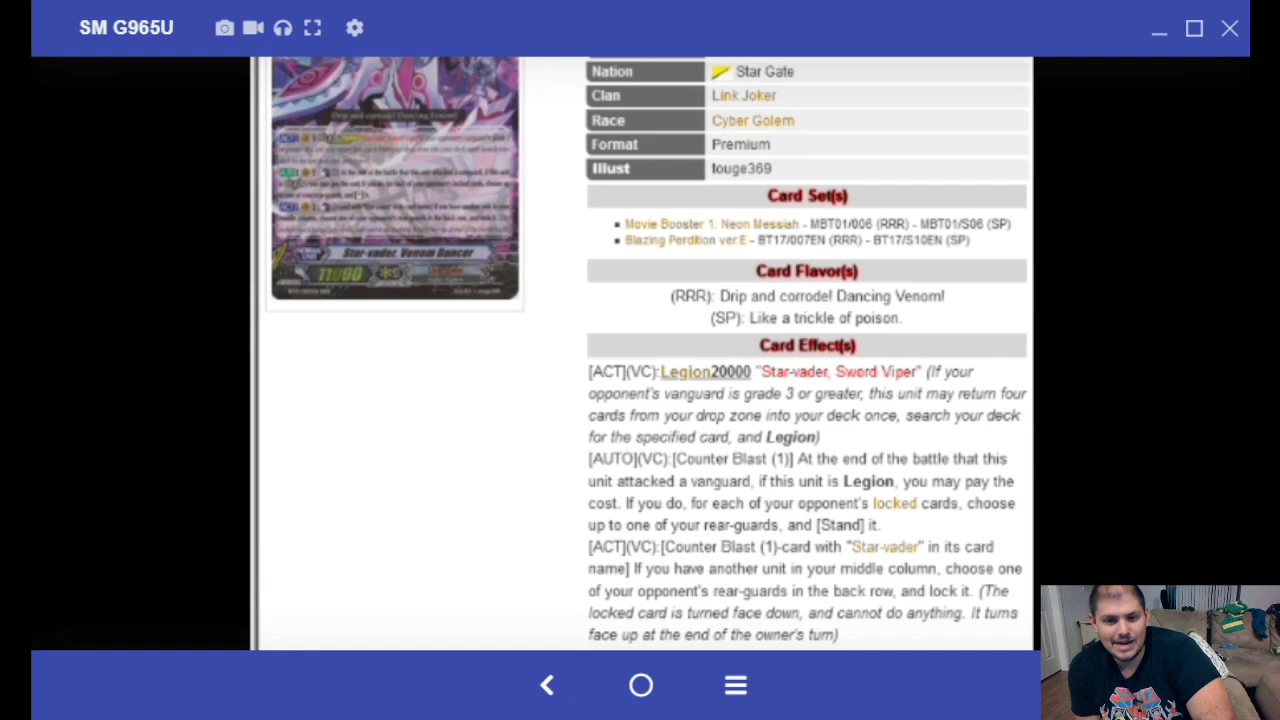 SM G965U
Nation Star Gate
Clan Link Joker
Race Cyber Golem
Format Premium
Illust touge369
Card Set(s)
Movie Booster 1: Neon Messiah - MBT01/006 (RRR) - MBT01/S06 (SP)
Blazing Perdition ver.E - BT17/007EN (RRR) - BT17/S10EN (SP)
Card Flavor(s)
(RRR): Drip and corrode! Dancing Venom!
(SP): Like a trickle of poison.
Card Effect(s)
[ACT](VC):Legion20000 "Star-vader, Sword Viper" (If your
opponent's vanguard is grade 3 or greater, this unit may return four
cards from your drop zone into your deck once, search your deck
for the specified card, and Legion)
[AUTO](VC):[Counter Blast (1)] At the end of the battle that this
unit attacked a vanguard, if this unit is Legion, you may pay the
cost. If you do, for each of your opponent's locked cards, choose
up to one of your rear-guards, and [Stand] it.
[ACT](VC):[Counter Blast (1)-card with "Star-vader" in its card
name] If you have another unit in your middle column, choose one
of your opponent's rear-guards in the back row, and lock it. (The
locked card is turned face down, and cannot do anything. It turns
face up at the end of the owner's turn)
Drip and corrode! Dancing Venom!
Star-vader, Venom Dancer
11000